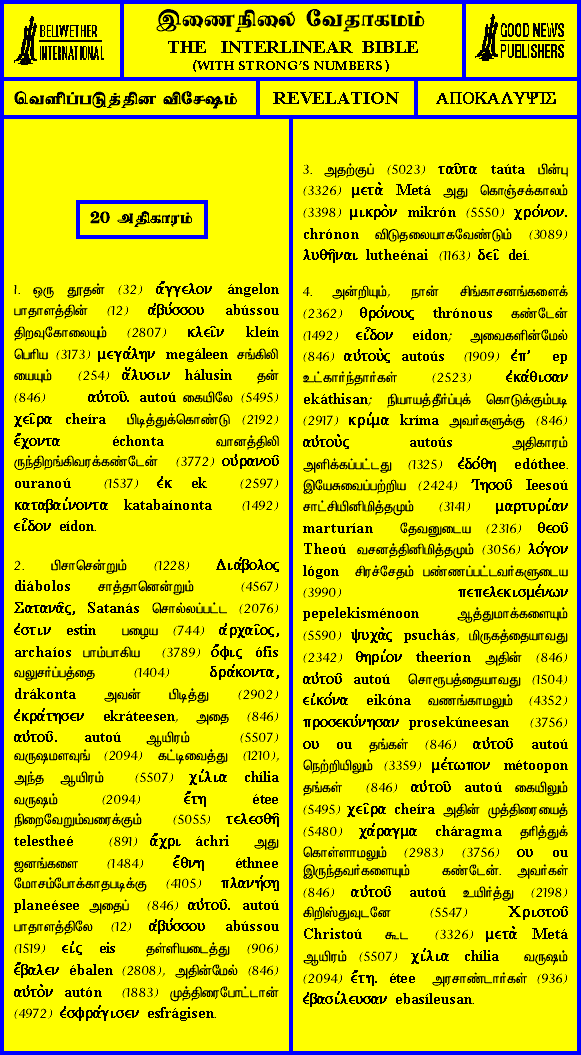 BELLWETHER
INTERNATIONAL
இணைநிலை வேதாகமம்
THE INTERLINEAR BIBLE
(WITH STRONG'S NUMBERS)
GOOD NEWS
PUBLISHERS
வெளிப்படுத்தின விசேஷம்
REVELATION
ΑΠΟΚΑΛΥΨΙΣ
20 அதிகாரம்
1. ஒரு தூதன் (32) ἄγγελον ángelon
பாதாளத்தின் (12) ἀβύσσου abússou
திறவுகோலையும் (2807) κλεῖν kleín
பெரிய (3173) μεγάλην megáleen சங்கிலி
யையும் (254) ἅλυσιν hálusin தன்
(846) αὐτοῦ. autoú கையிலே (5495)
χεῖρα cheíra பிடித்துக்கொண்டு (2192)
ἔχοντα échonta வானத்திலி
ருந்திறங்கிவரக்கண்டேன் (3772) οὐρανοῦ
ouranoú (1537) ἐκ ek (2597)
καταβαίνοντα katabaínonta (1492)
εἶδον eídon.
2. பிசாசென்றும் (1228) Διάβολος
diábolos சாத்தானென்றும் (4567)
Σατανᾶς, Satanás சொல்லப்பட்ட (2076)
ἐστιν estin பழைய (744) ἀρχαῖος,
archaíos பாம்பாகிய (3789) ὄφις ófis
வலுசர்ப்பத்தை (1404) δράκοντα,
drákonta அவன் பிடித்து (2902)
ἐκράτησεν ekráteesen, அதை (846)
αὐτοῦ. autoú ஆயிரம் (5507)
வருஷமளவுங் (2094) கட்டிவைத்து (1210),
அந்த ஆயிரம் (5507) χίλια chília
வருஷம் (2094) ἔτη étee
நிறைவேறும்வரைக்கும் (5055) τελεσθῇ
telestheé (891) ἄχρι áchri அது
ஜனங்களை (1484) ἔθνη éthnee
மோசம்போக்காதபடிக்கு (4105) πλανήσῃ
planeésee அதைப் (846) αὐτοῦ. autoú
பாதாளத்திலே (12) ἀβύσσου abússou
(1519) εἰς eis தள்ளியடைத்து (906)
ἔβαλεν ébalen (2808), அதின்மேல் (846)
αὐτὸν autón (1883) முத்திரைபோட்டான்
(4972) ἐσφράγισεν esfrágisen.
3. அதற்குப் (5023) ταῦτα taúta பின்பு
(3326) μετὰ Metá அது கொஞ்சக்காலம்
(3398) μικρὸν mikrón (5550) χρόνον.
chrónon விடுதலையாகவேண்டும் (3089)
λυθῆναι lutheénai (1163) δεῖ deí.
4. அன்றியும், நான் சிங்காசனங்களைக்
(2362) θρόνους thrónous கண்டேன்
(1492) εἶδον eídon; அவைகளின்மேல்
(846) αὐτοὺς autoús (1909) ἐπ' ep
உட்கார்ந்தார்கள் (2523) ἐκάθισαν
ekáthisan; நியாயத்தீர்ப்புக் கொடுக்கும்படி
(2917) κρίμα kríma அவர்களுக்கு (846)
αὐτοὺς autoús அதிகாரம்
அளிக்கப்பட்டது (1325) ἐδόθη edóthee.
இயேசுவைப்பற்றிய (2424) Ἰησοῦ Ieesoú
சாட்சியினிமித்தமும் (3141) μαρτυρίαν
marturían தேவனுடைய (2316) θεοῦ
Theoú வசனத்தினிமித்தமும் (3056) λόγον
lógon சிரச்சேதம் பண்ணப்பட்டவர்களுடைய
(3990) πεπελεκισμένων
pepelekisménoon ஆத்துமாக்களையும்
(5590) ψυχὰς psuchás, மிருகத்தையாவது
(2342) θηρίον theeríon அதின் (846)
αὐτοῦ autoú சொரூபத்தையாவது (1504)
εἰκόνα eikóna வணங்காமலும் (4352)
προσεκύνησαν prosekúneesan (3756)
ου ou தங்கள் (846) αὐτοῦ autoú
நெற்றியிலும் (3359) μέτωπον métoopon
தங்கள் (846) αὐτοῦ autoú கையிலும்
(5495) χεῖρα cheíra அதின் முத்திரையைத்
(5480) χάραγμα cháragma தரித்துக்
கொள்ளாமலும் (2983) (3756) ου ou
இருந்தவர்களையும் கண்டேன். அவர்கள்
(846) αὐτοῦ autoú உயிர்த்து (2198)
கிறிஸ்துவுடனே (5547) Χριστοῦ
Christoú கூட (3326) μετὰ Metá
ஆயிரம் (5507) χίλια chília வருஷம்
(2094) ἔτη. étee அரசாண்டார்கள் (936)
ἐβασίλευσαν ebasíleusan.